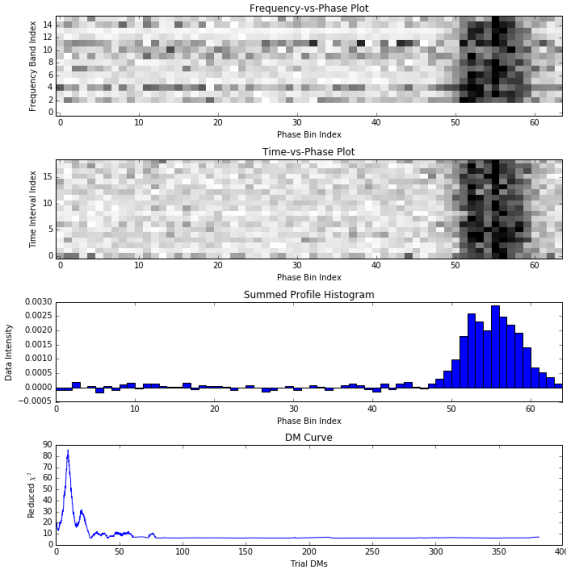 Frequency-vs-Phase Plot
Frequency Band Index
14
12
10
8
6
4
2
0
0 10 20 30 40 50 60
Phase Bin Index
Time-vs-Phase Plot
Time Interval Index
15
10
5
0
0 10 20 30 40 50 60
Phase Bin Index
Summed Profile Histogram
Data Intensity
0.0030
0.0025
0.0020
0.0015
0.0010
0.0005
0.0000
−0.0005
0 10 20 30 40 50 60
Phase Bin Index
DM Curve
Reduced χ²
90
80
70
60
50
40
30
20
10
0
0 50 100 150 200 250 300 350 400
Trial DMs